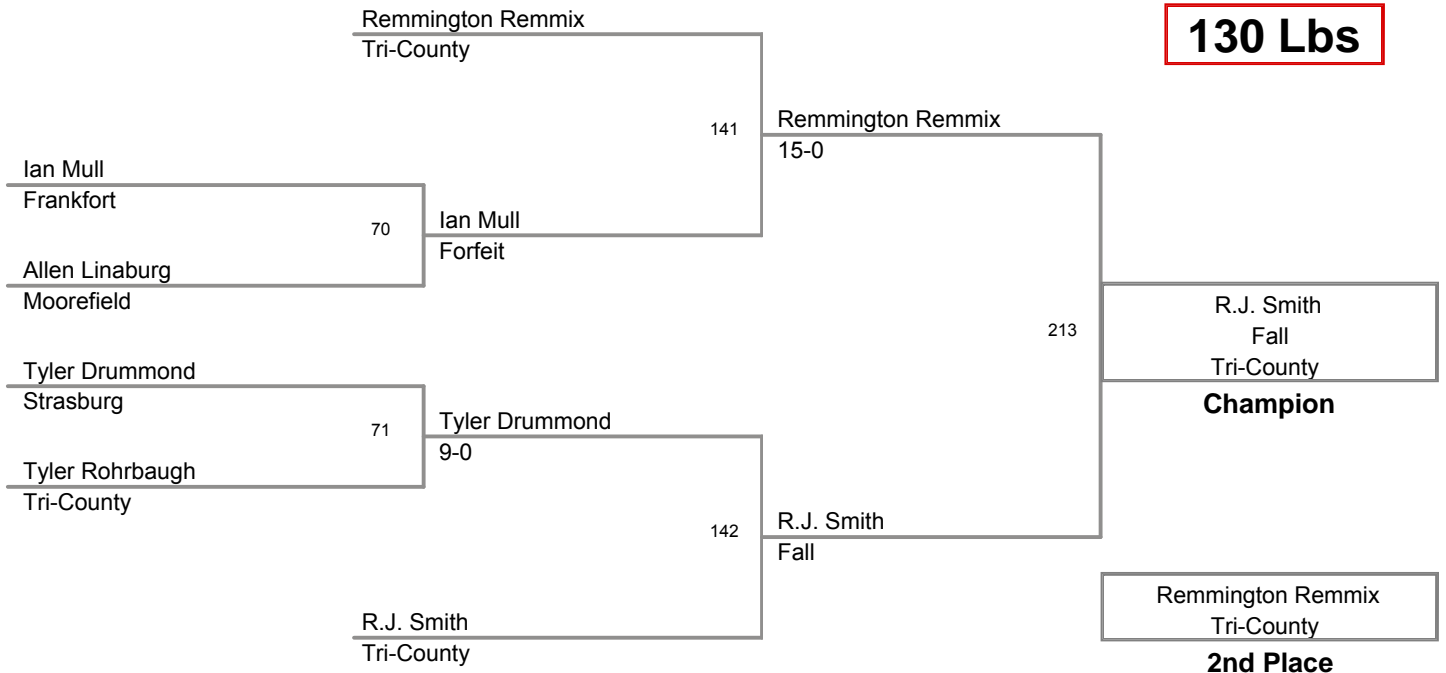 Remmington Remmix
Tri-County
130 Lbs
141
Remmington Remmix
15-0
Ian Mull
Frankfort
70
Ian Mull
Forfeit
Allen Linaburg
Moorefield
213
R.J. Smith
Fall
Tri-County
Champion
Tyler Drummond
Strasburg
71
Tyler Drummond
9-0
Tyler Rohrbaugh
Tri-County
142
R.J. Smith
Fall
R.J. Smith
Tri-County
Remmington Remmix
Tri-County
2nd Place